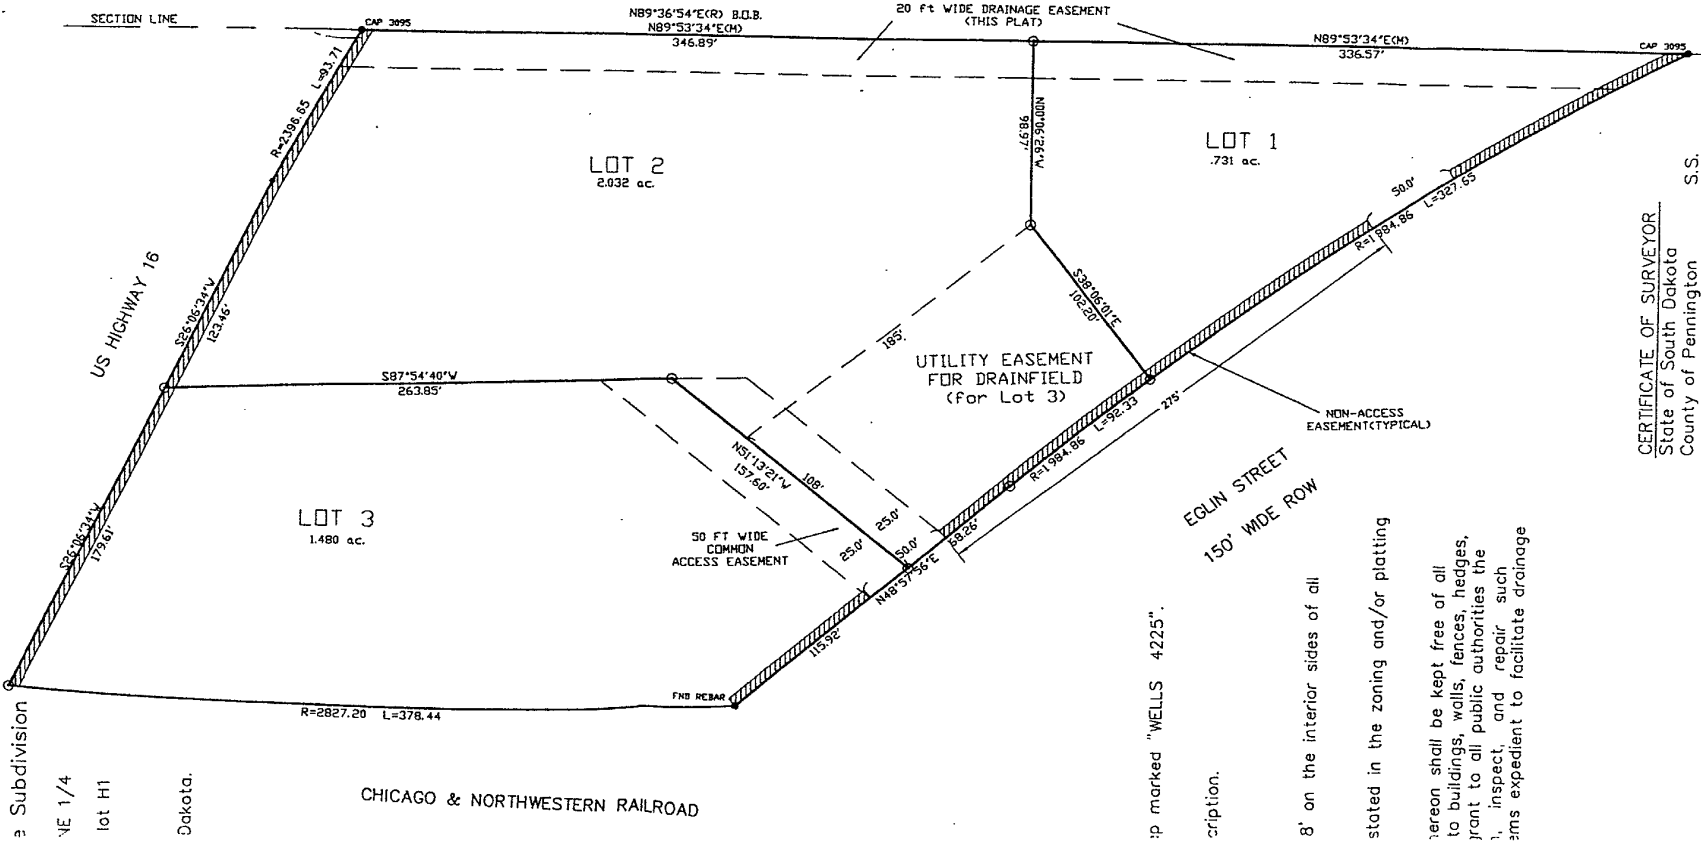 SECTION LINE
CAP 3095
N89°36'54"E(R) B.O.B.
N89°53'34"E(M)
346.89'
20 ft WIDE DRAINAGE EASEMENT
(THIS PLAT)
N89°53'34"E(M)
336.57'
CAP 3095
R=2396.65 L=93.71
LOT 2
2.032 ac.
N00°06'26"W
98.97'
LOT 1
.731 ac.
50.0'
R=1984.86 L=327.65
US HIGHWAY 16
S26°06'34"W
123.46'
S38°06'01"E
102.20'
185'
UTILITY EASEMENT
FOR DRAINFIELD
(for Lot 3)
S87°54'40"W
263.85'
R=1984.86 L=92.33
275'
NON-ACCESS
EASEMENT(TYPICAL)
N51°13'21"W
157.60'
108'
LOT 3
1.480 ac.
50 FT WIDE
COMMON
ACCESS EASEMENT
25.0'
25.0'
50.0'
68.26'
N48°57'56"E
115.92'
EGLIN STREET
150' WIDE ROW
S26°06'34"W
179.61'
FND REBAR
R=2827.20 L=378.44
CHICAGO & NORTHWESTERN RAILROAD
e Subdivision
NE 1/4
lot H1
Dakota.
p marked "WELLS 4225".
cription.
8' on the interior sides of all
stated in the zoning and/or platting
hereon shall be kept free of all
to buildings, walls, fences, hedges,
grant to all public authorities the
, inspect, and repair such
ems expedient to facilitate drainage
CERTIFICATE OF SURVEYOR
State of South Dakota
County of Pennington
S.S.